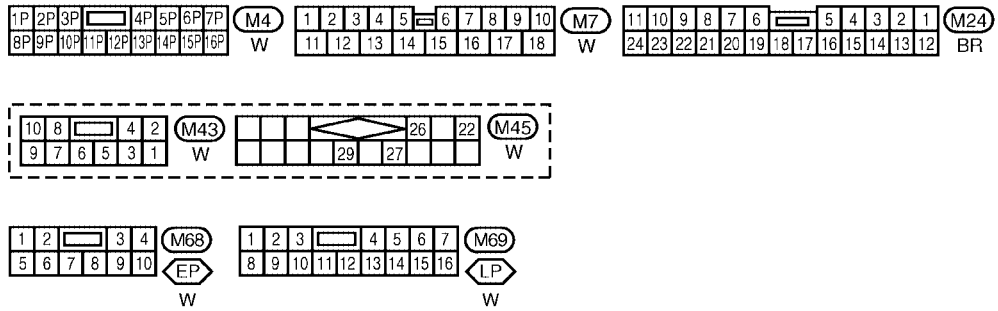 1P 2P 3P 4P 5P 6P 7P M4
8P 9P 10P 11P 12P 13P 14P 15P 16P W
1 2 3 4 5 6 7 8 9 10 M7
11 12 13 14 15 16 17 18 W
11 10 9 8 7 6 5 4 3 2 1 M24
24 23 22 21 20 19 18 17 16 15 14 13 12 BR
10 8 4 2 M43
9 7 6 5 3 1 W
26 22 M45
29 27 W
1 2 3 4 M68
5 6 7 8 9 10 EP
W
1 2 3 4 5 6 7 M69
8 9 10 11 12 13 14 15 16 LP
W